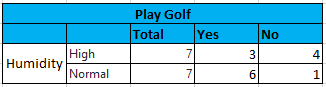 Play Golf
Total Yes No
Humidity High 7 3 4
Normal 7 6 1